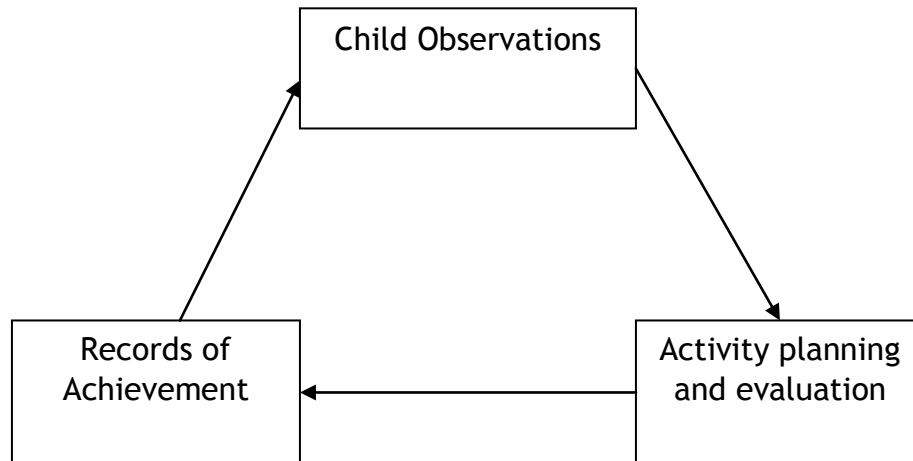 Child Observations
Records of
Achievement
Activity planning
and evaluation